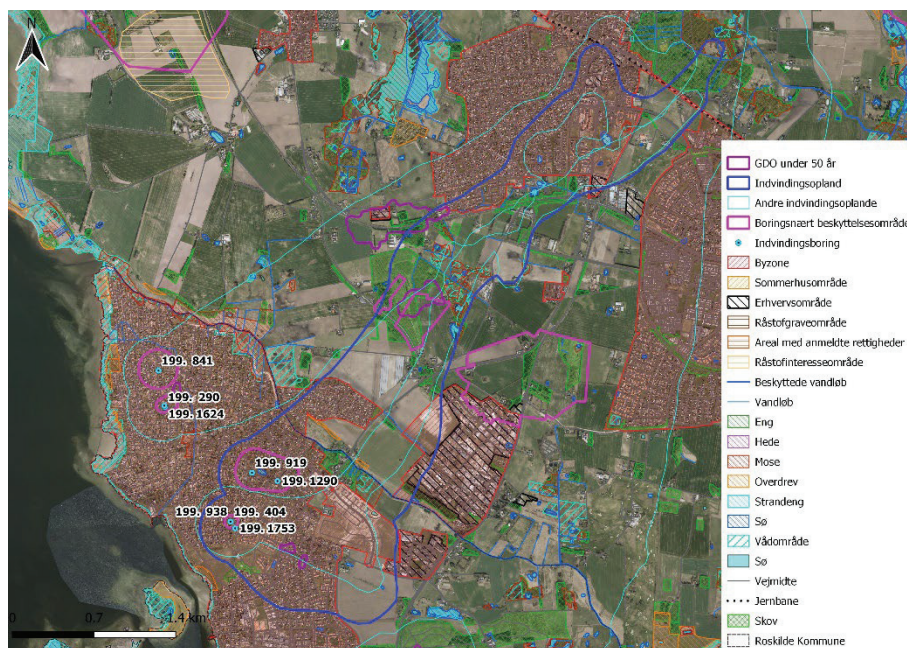 N
GDO under 50 år
Indvindingsopland
Andre indvindingsoplande
Boringsnært beskyttelsesområde
Indvindingsboring
Byzone
Sommerhusområde
Erhvervsområde
Råstofgraveområde
Areal med anmeldte rettigheder
Råstofinteresseområde
Beskyttede vandløb
Vandløb
Eng
Hede
Mose
Overdrev
Strandeng
Sø
Vådområde
Sø
Vejmidte
Jernbane
Skov
Roskilde Kommune
199. 841
199. 290
199. 1624
199. 919
199. 1290
199. 938 199. 404
199. 1753
0 0.7 1.4 km